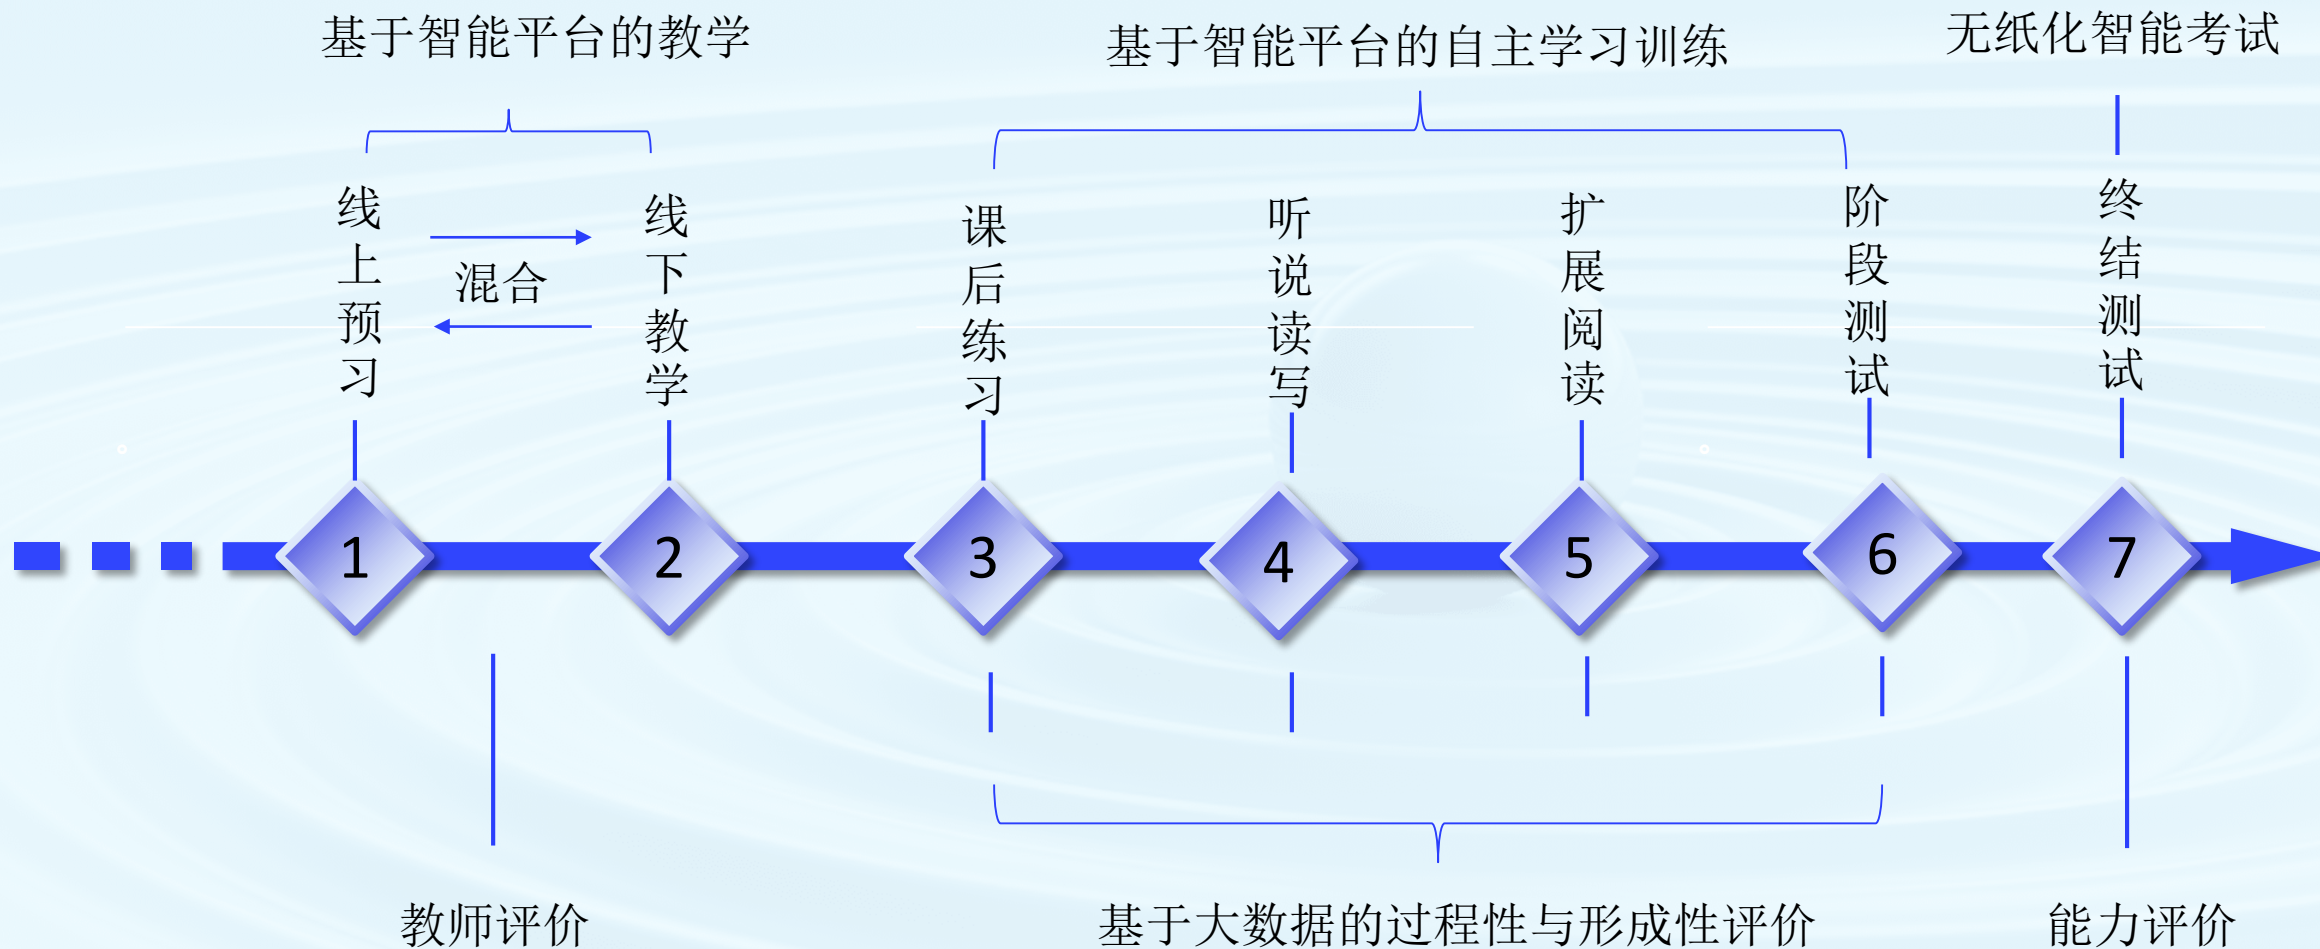 基于智能平台的教学
基于智能平台的自主学习训练
无纸化智能考试
线上预习
混合
线下教学
课后练习
听说读写
扩展阅读
阶段测试
终结测试
1
2
3
4
5
6
7
教师评价
基于大数据的过程性与形成性评价
能力评价